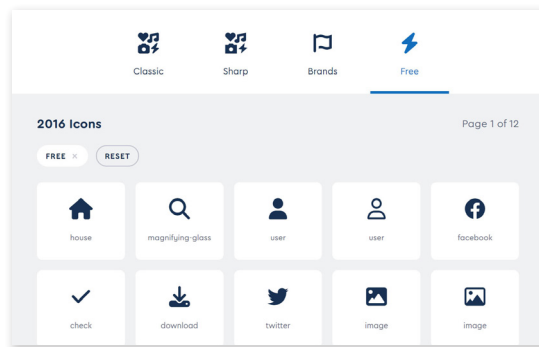 Classic Sharp Brands Free
2016 Icons Page 1 of 12
FREE × RESET
house magnifying-glass user user facebook
check download twitter image image